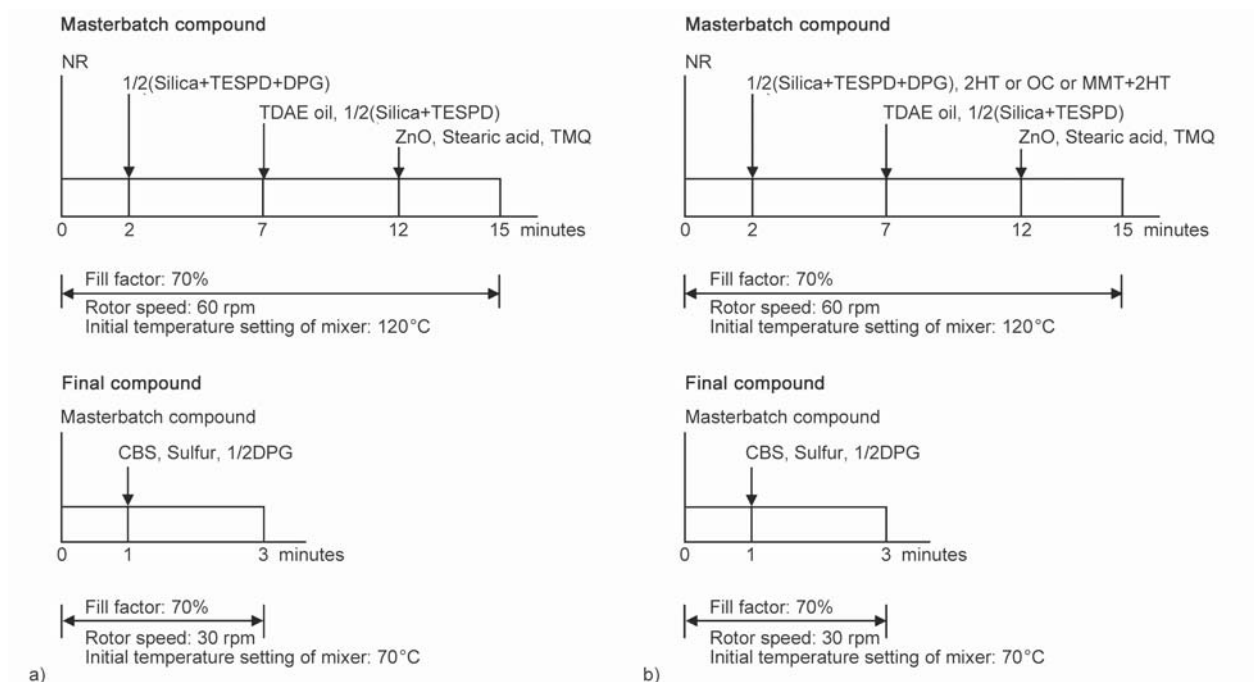 Masterbatch compound
NR
1/2(Silica+TESPD+DPG)
TDAE oil, 1/2(Silica+TESPD)
ZnO, Stearic acid, TMQ
0 2 7 12 15 minutes
Fill factor: 70%
Rotor speed: 60 rpm
Initial temperature setting of mixer: 120°C
Final compound
Masterbatch compound
CBS, Sulfur, 1/2DPG
0 1 3 minutes
Fill factor: 70%
Rotor speed: 30 rpm
Initial temperature setting of mixer: 70°C
a)
Masterbatch compound
NR
1/2(Silica+TESPD+DPG), 2HT or OC or MMT+2HT
TDAE oil, 1/2(Silica+TESPD)
ZnO, Stearic acid, TMQ
0 2 7 12 15 minutes
Fill factor: 70%
Rotor speed: 60 rpm
Initial temperature setting of mixer: 120°C
Final compound
Masterbatch compound
CBS, Sulfur, 1/2DPG
0 1 3 minutes
Fill factor: 70%
Rotor speed: 30 rpm
Initial temperature setting of mixer: 70°C
b)